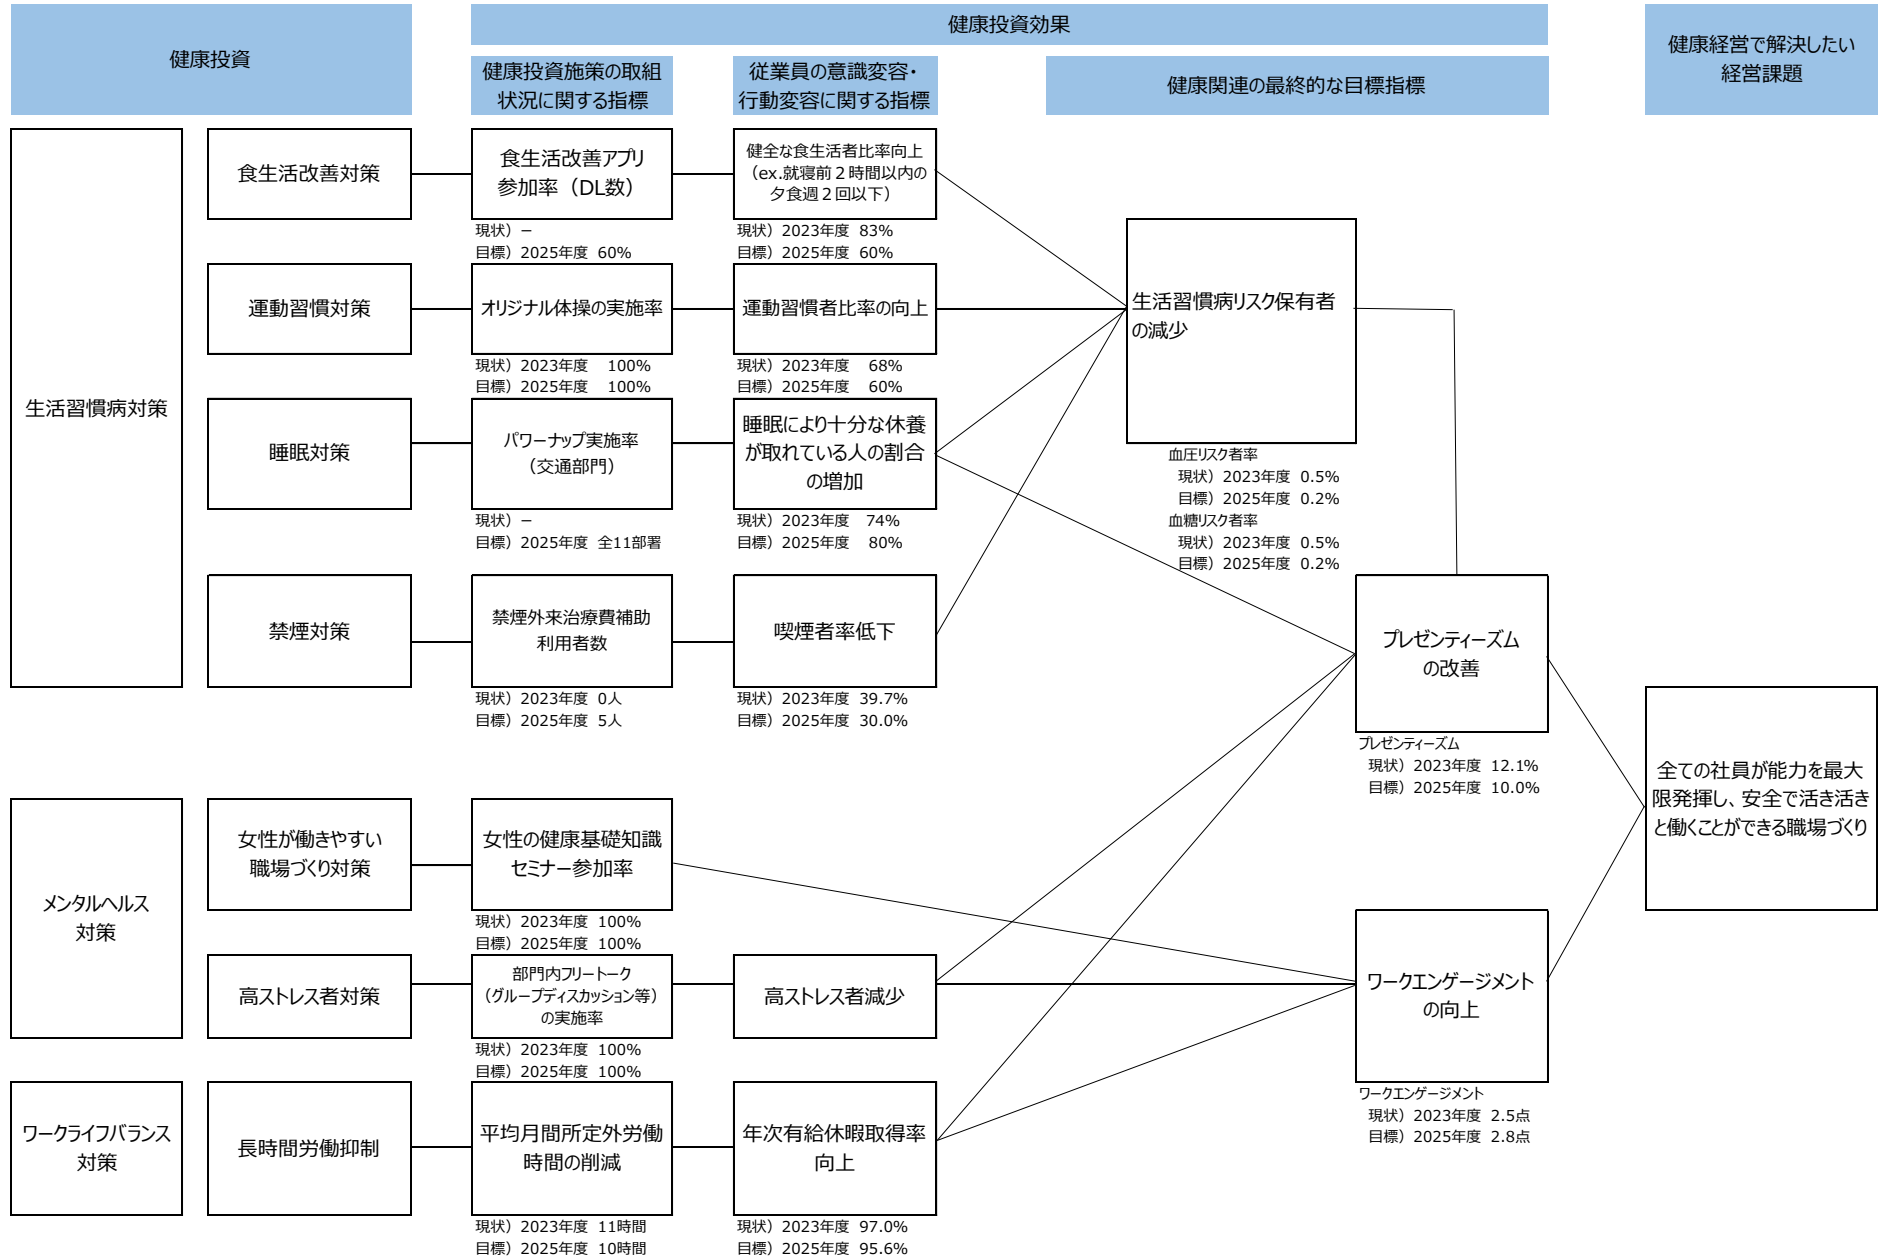 健康投資
健康投資効果
健康経営で解決したい
経営課題
健康投資施策の取組
状況に関する指標
従業員の意識変容・
行動変容に関する指標
健康関連の最終的な目標指標
生活習慣病対策
食生活改善対策
食生活改善アプリ
参加率（DL数）
現状）－
目標）2025年度 60%
健全な食生活者比率向上
（ex.就寝前２時間以内の
夕食週２回以下）
現状）2023年度 83%
目標）2025年度 60%
運動習慣対策
オリジナル体操の実施率
現状）2023年度 100%
目標）2025年度 100%
運動習慣者比率の向上
現状）2023年度 68%
目標）2025年度 60%
睡眠対策
パワーナップ実施率
（交通部門）
現状）－
目標）2025年度 全11部署
睡眠により十分な休養
が取れている人の割合
の増加
現状）2023年度 74%
目標）2025年度 80%
禁煙対策
禁煙外来治療費補助
利用者数
現状）2023年度 0人
目標）2025年度 5人
喫煙者率低下
現状）2023年度 39.7%
目標）2025年度 30.0%
生活習慣病リスク保有者
の減少
血圧リスク者率
現状）2023年度 0.5%
目標）2025年度 0.2%
血糖リスク者率
現状）2023年度 0.5%
目標）2025年度 0.2%
プレゼンティーズム
の改善
プレゼンティーズム
現状）2023年度 12.1%
目標）2025年度 10.0%
全ての社員が能力を最大
限発揮し、安全で活き活き
と働くことができる職場づくり
メンタルヘルス
対策
女性が働きやすい
職場づくり対策
女性の健康基礎知識
セミナー参加率
現状）2023年度 100%
目標）2025年度 100%
高ストレス者対策
部門内フリートーク
（グループディスカッション等）
の実施率
現状）2023年度 100%
目標）2025年度 100%
高ストレス者減少
ワークエンゲージメント
の向上
ワークエンゲージメント
現状）2023年度 2.5点
目標）2025年度 2.8点
ワークライフバランス
対策
長時間労働抑制
平均月間所定外労働
時間の削減
現状）2023年度 11時間
目標）2025年度 10時間
年次有給休暇取得率
向上
現状）2023年度 97.0%
目標）2025年度 95.6%